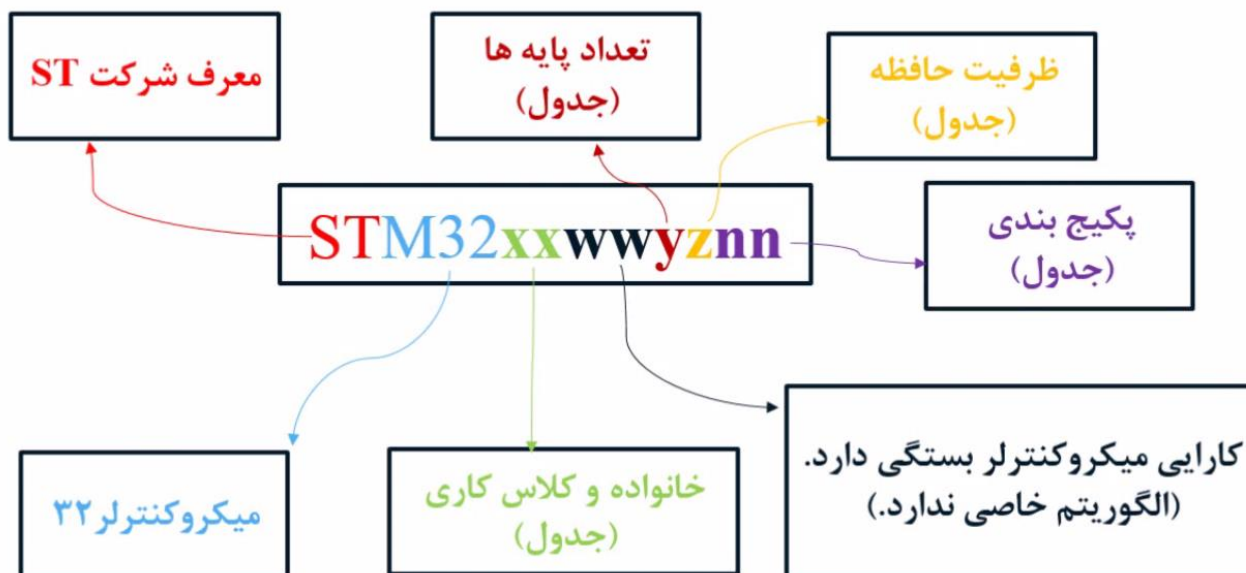 معرف شرکت ST
تعداد پایه ها
(جدول)
ظرفیت حافظه
(جدول)
STM32xxwwyznn
پکیج بندی
(جدول)
میکروکنترلر۳۲
خانواده و کلاس کاری
(جدول)
کارایی میکروکنترلر بستگی دارد.
(الگوریتم خاصی ندارد.)